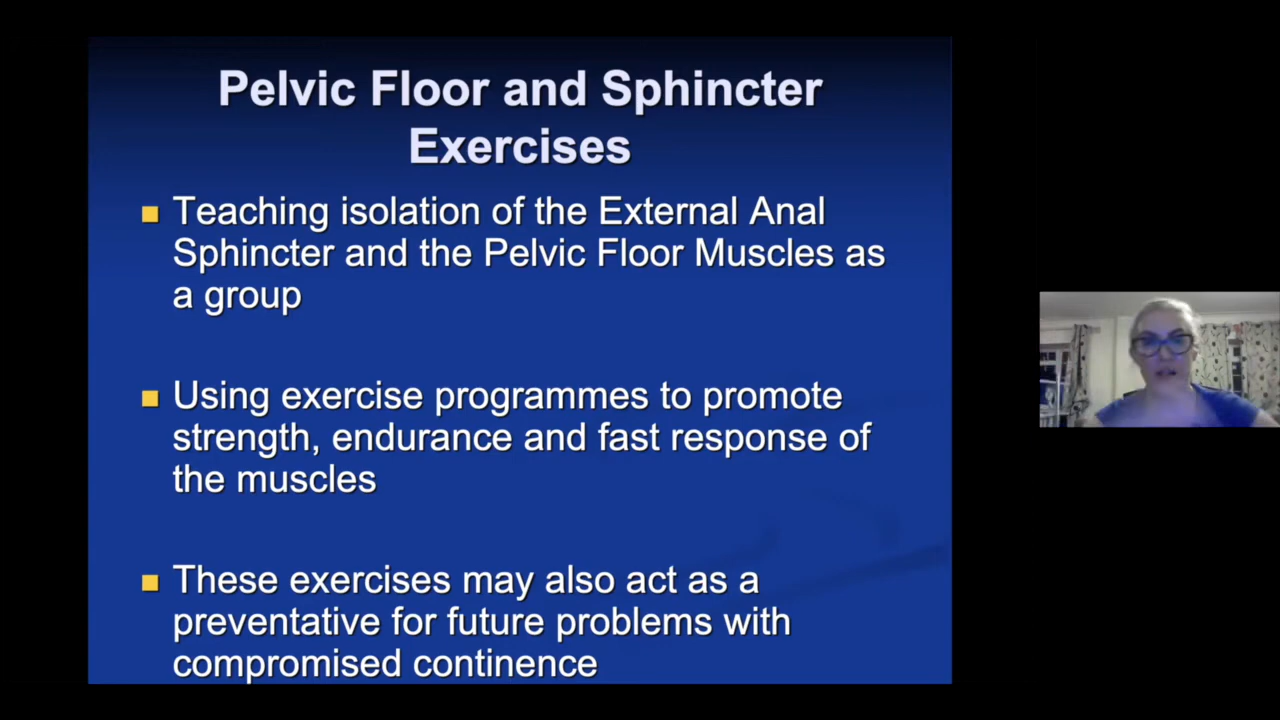 Pelvic Floor and Sphincter
Exercises
Teaching isolation of the External Anal
Sphincter and the Pelvic Floor Muscles as
a group
Using exercise programmes to promote
strength, endurance and fast response of
the muscles
These exercises may also act as a
preventative for future problems with
compromised continence